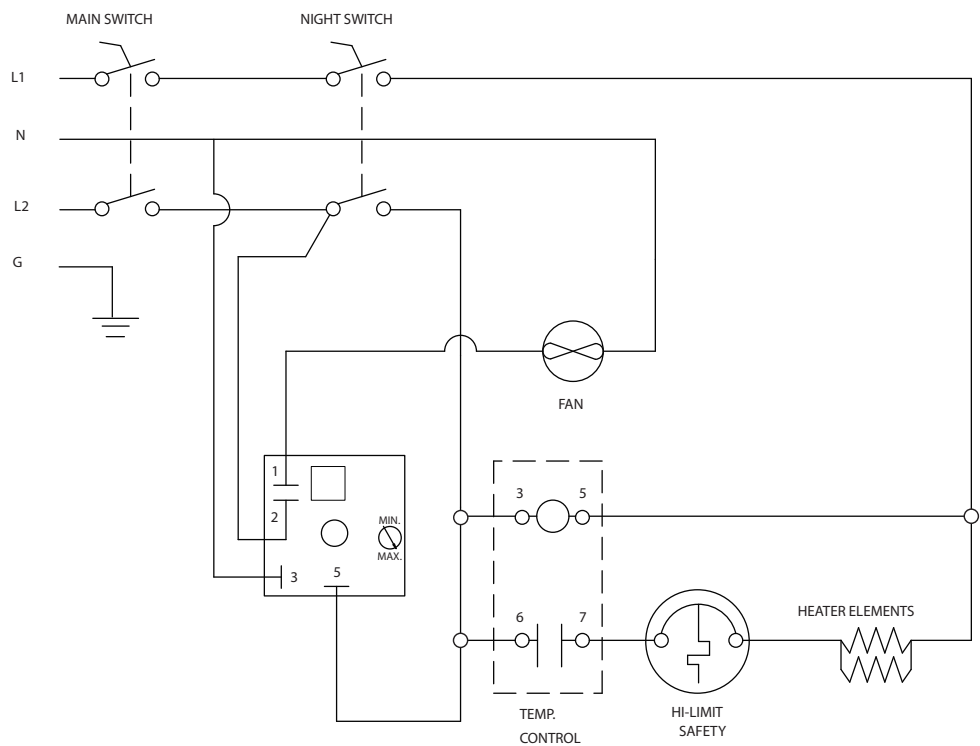 MAIN SWITCH
NIGHT SWITCH
L1
N
L2
G
FAN
1
2
MIN.
MAX.
3
5
3
5
6
7
HEATER ELEMENTS
TEMP.
CONTROL
HI-LIMIT
SAFETY